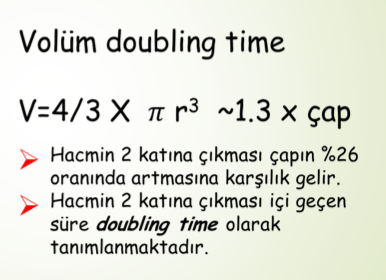 Volüm doubling time
V=4/3 X π r³ ~1.3 x çap
➢ Hacmin 2 katına çıkması çapın %26
oranında artmasına karşılık gelir.
➢ Hacmin 2 katına çıkması içi geçen
süre doubling time olarak
tanımlanmaktadır.